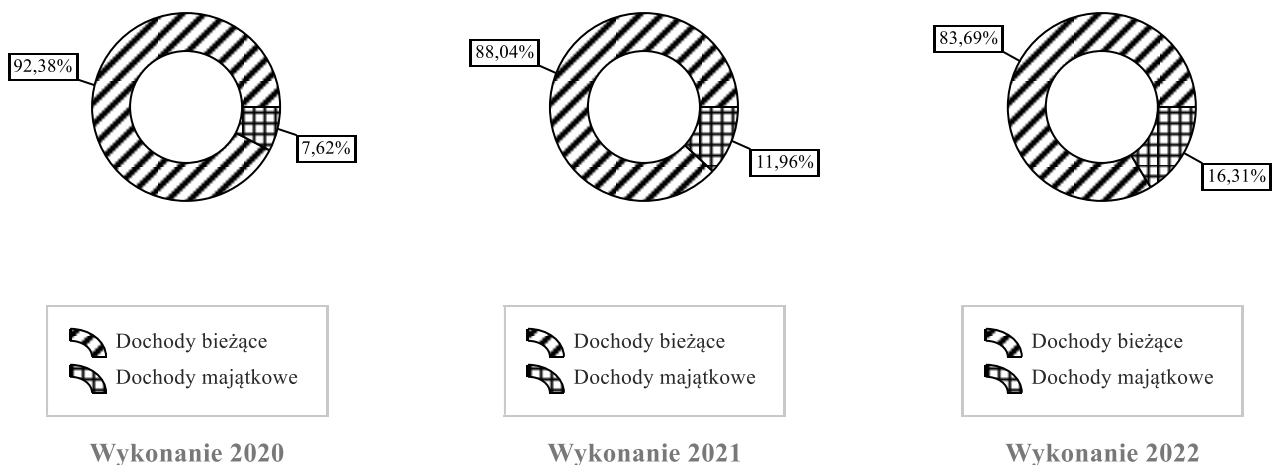 92,38%
7,62%
Dochody bieżące
Dochody majątkowe
Wykonanie 2020
88,04%
11,96%
Dochody bieżące
Dochody majątkowe
Wykonanie 2021
83,69%
16,31%
Dochody bieżące
Dochody majątkowe
Wykonanie 2022